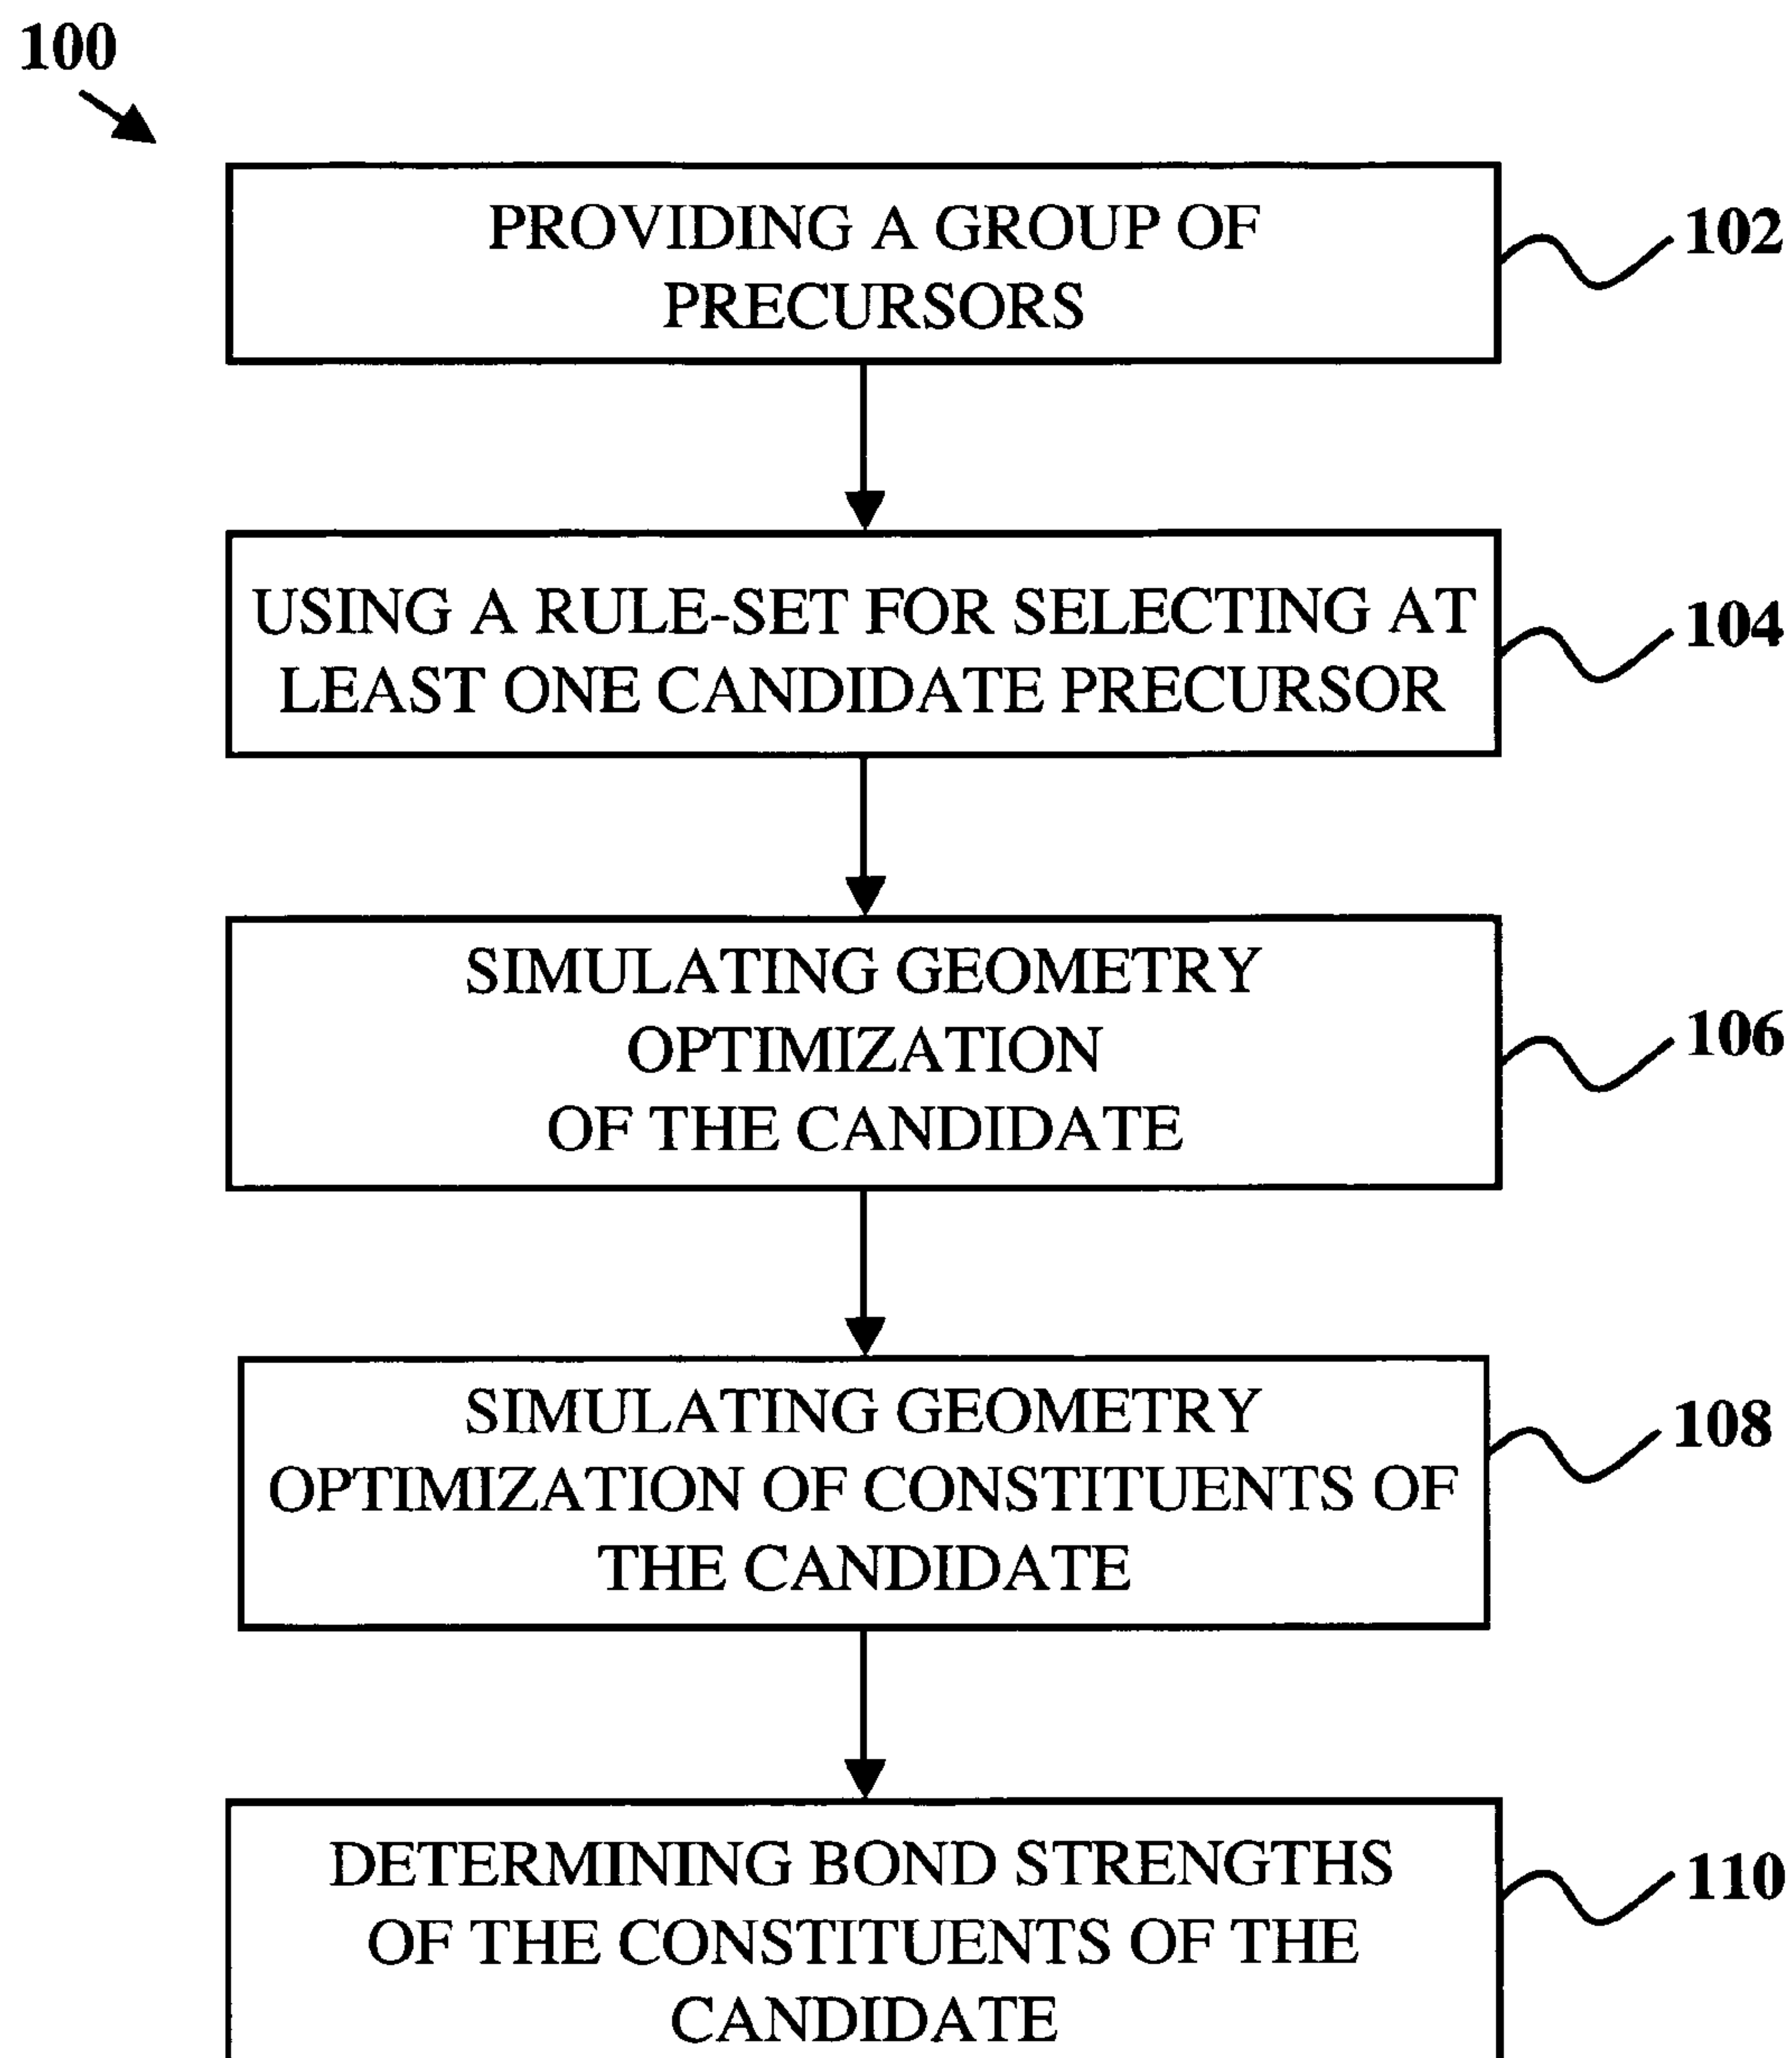 100
PROVIDING A GROUP OF
PRECURSORS
102
USING A RULE-SET FOR SELECTING AT
LEAST ONE CANDIDATE PRECURSOR
104
SIMULATING GEOMETRY
OPTIMIZATION
OF THE CANDIDATE
106
SIMULATING GEOMETRY
OPTIMIZATION OF CONSTITUENTS OF
THE CANDIDATE
108
DETERMINING BOND STRENGTHS
OF THE CONSTITUENTS OF THE
CANDIDATE
110